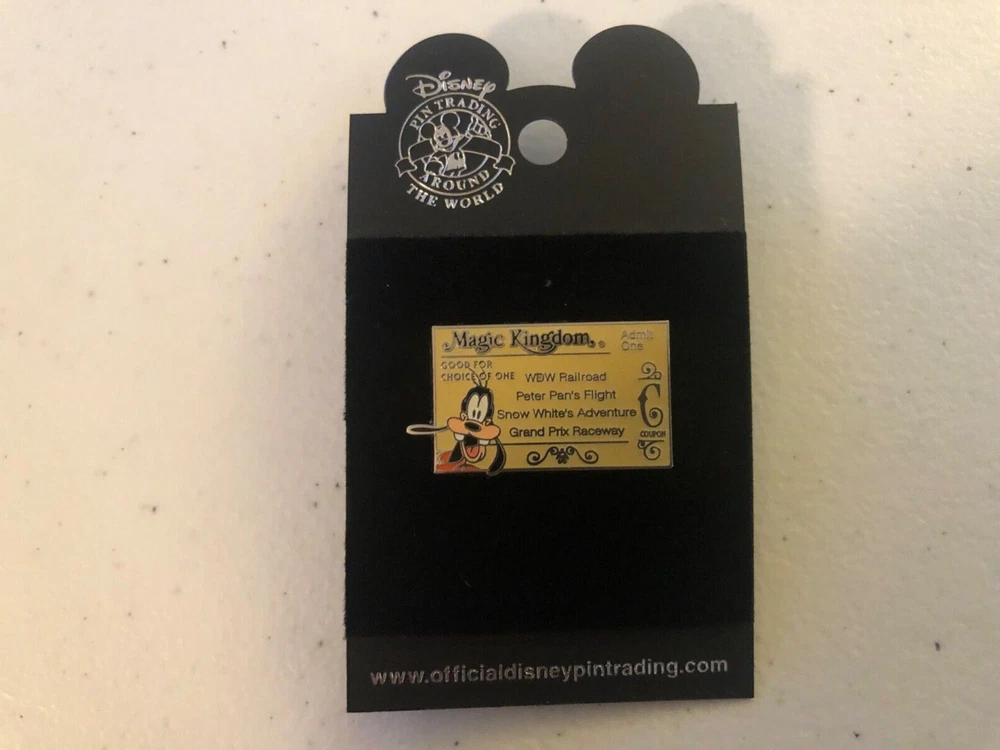 Disney
PIN TRADING
AROUND
THE WORLD
Magic Kingdom®
Admit
One
GOOD FOR
CHOICE OF ONE
WDW Railroad
Peter Pan's Flight
Snow White's Adventure
Grand Prix Raceway
C
COUPON
www.officialdisneypintrading.com